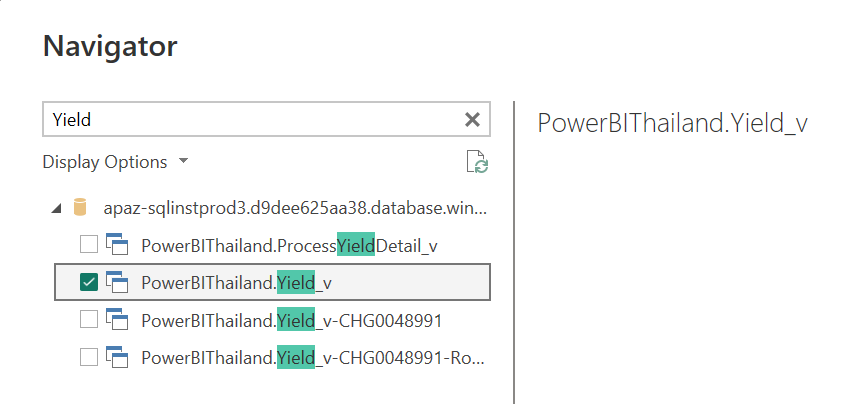 Navigator
Yield
PowerBIThailand.Yield_v
Display Options
apaz-sqlinstprod3.d9dee625aa38.database.win...
PowerBIThailand.ProcessYieldDetail_v
PowerBIThailand.Yield_v
PowerBIThailand.Yield_v-CHG0048991
PowerBIThailand.Yield_v-CHG0048991-Ro...